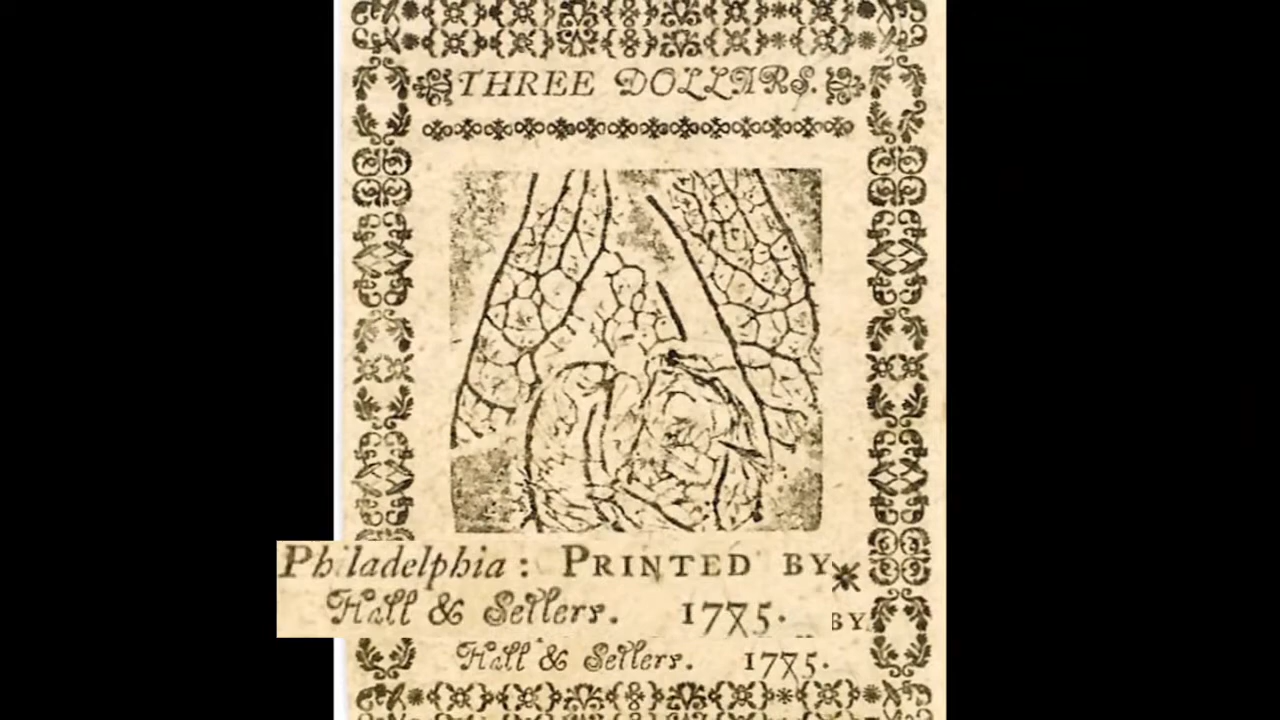 THREE DOLLARS.
Philadelphia: PRINTED BY
Hall & Sellers. 1775.
BY
Hall & Sellers. 1775.